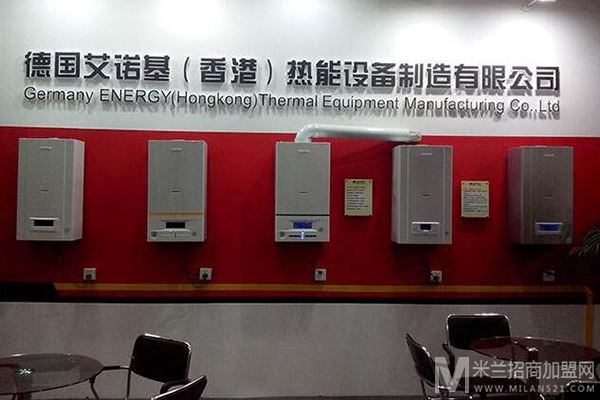 德国艾诺基（香港）热能设备制造有限公司
Germany ENERGY(Hongkong)Thermal Equipment Manufacturing Co.,Ltd
米兰招商加盟网
WWW.MILAN521.COM